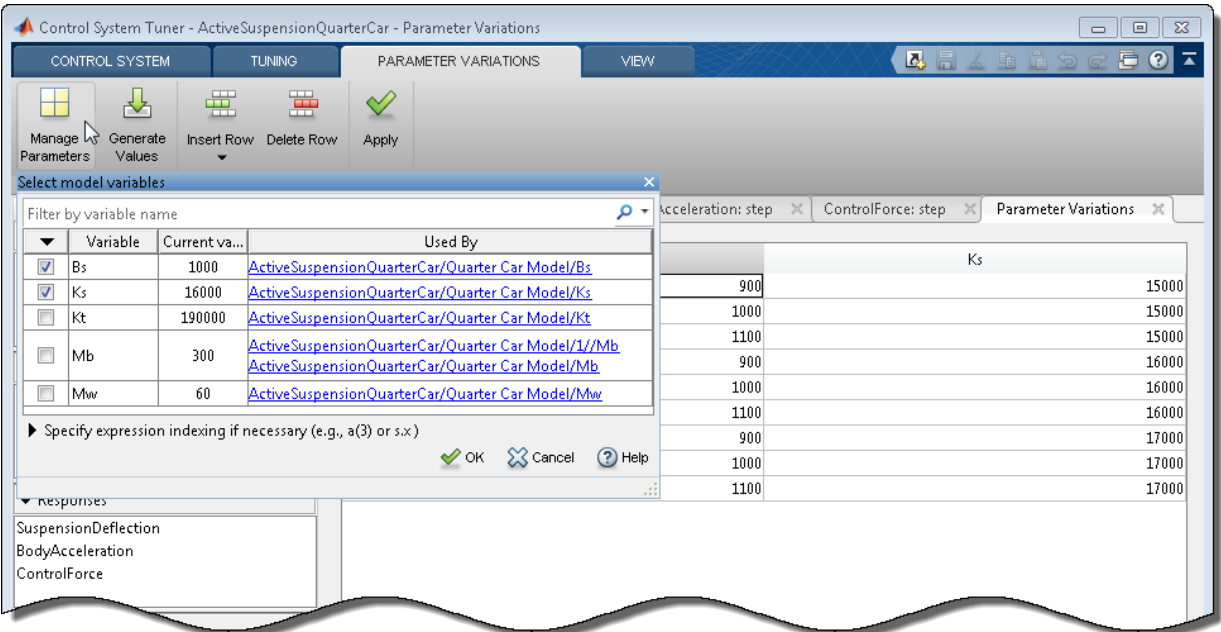 Control System Tuner - ActiveSuspensionQuarterCar - Parameter Variations
CONTROL SYSTEM TUNING PARAMETER VARIATIONS VIEW
Manage Parameters
Generate Values
Insert Row
Delete Row
Apply
Select model variables
Filter by variable name
Acceleration: step ControlForce: step Parameter Variations
Variable Current va... Used By
Bs 1000 ActiveSuspensionQuarterCar/Quarter Car Model/Bs
Ks 16000 ActiveSuspensionQuarterCar/Quarter Car Model/Ks
Kt 190000 ActiveSuspensionQuarterCar/Quarter Car Model/Kt
Mb 300 ActiveSuspensionQuarterCar/Quarter Car Model/1//Mb
ActiveSuspensionQuarterCar/Quarter Car Model/Mb
Mw 60 ActiveSuspensionQuarterCar/Quarter Car Model/Mw
Specify expression indexing if necessary (e.g., a(3) or s.x)
OK Cancel Help
Ks
900 15000
1000 15000
1100 15000
900 16000
1000 16000
1100 16000
900 17000
1000 17000
1100 17000
Responses
SuspensionDeflection
BodyAcceleration
ControlForce